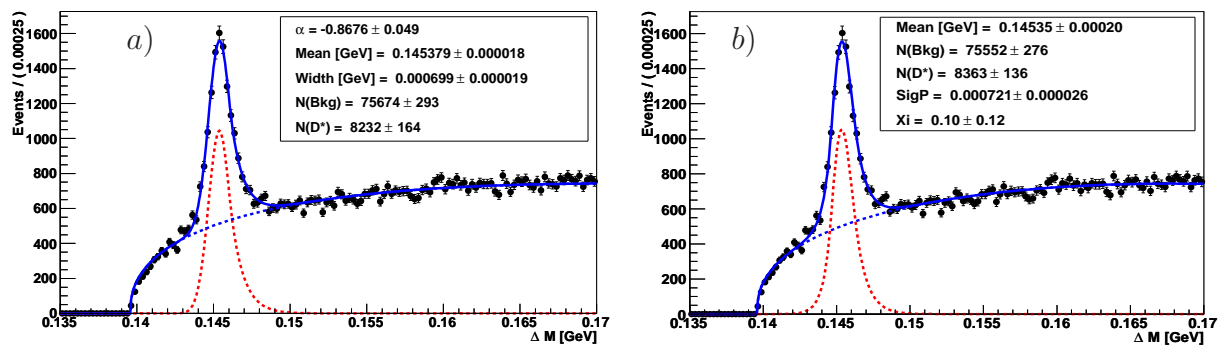 a)
α = -0.8676 ± 0.049
Mean [GeV] = 0.145379 ± 0.000018
Width [GeV] = 0.000699 ± 0.000019
N(Bkg) = 75674 ± 293
N(D*) = 8232 ± 164
Events / ( 0.00025)
1600
1400
1200
1000
800
600
400
200
0
0.135
0.14
0.145
0.15
0.155
0.16
0.165
0.17
Δ M [GeV]
b)
Mean [GeV] = 0.14535 ± 0.00020
N(Bkg) = 75552 ± 276
N(D*) = 8363 ± 136
SigP = 0.000721 ± 0.000026
Xi = 0.10 ± 0.12
Events / ( 0.00025)
1600
1400
1200
1000
800
600
400
200
0
0.135
0.14
0.145
0.15
0.155
0.16
0.165
0.17
Δ M [GeV]